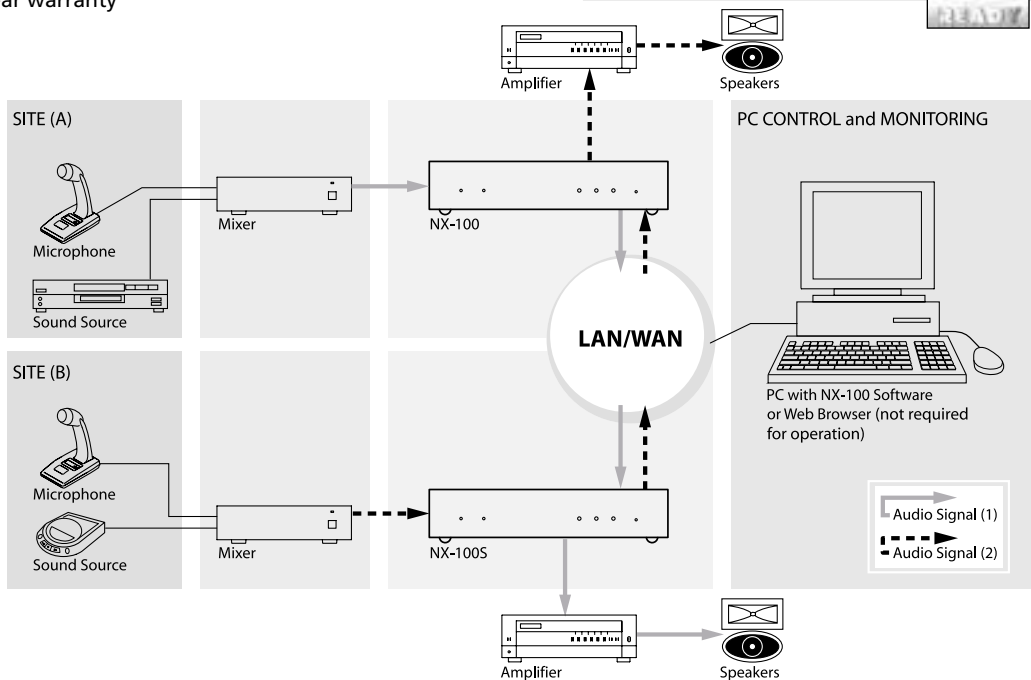 ar warranty
READY
Amplifier
Speakers
SITE (A)
Microphone
Sound Source
Mixer
NX-100
PC CONTROL and MONITORING
LAN/WAN
PC with NX-100 Software
or Web Browser (not required
for operation)
SITE (B)
Microphone
Sound Source
Mixer
NX-100S
Audio Signal (1)
Audio Signal (2)
Amplifier
Speakers